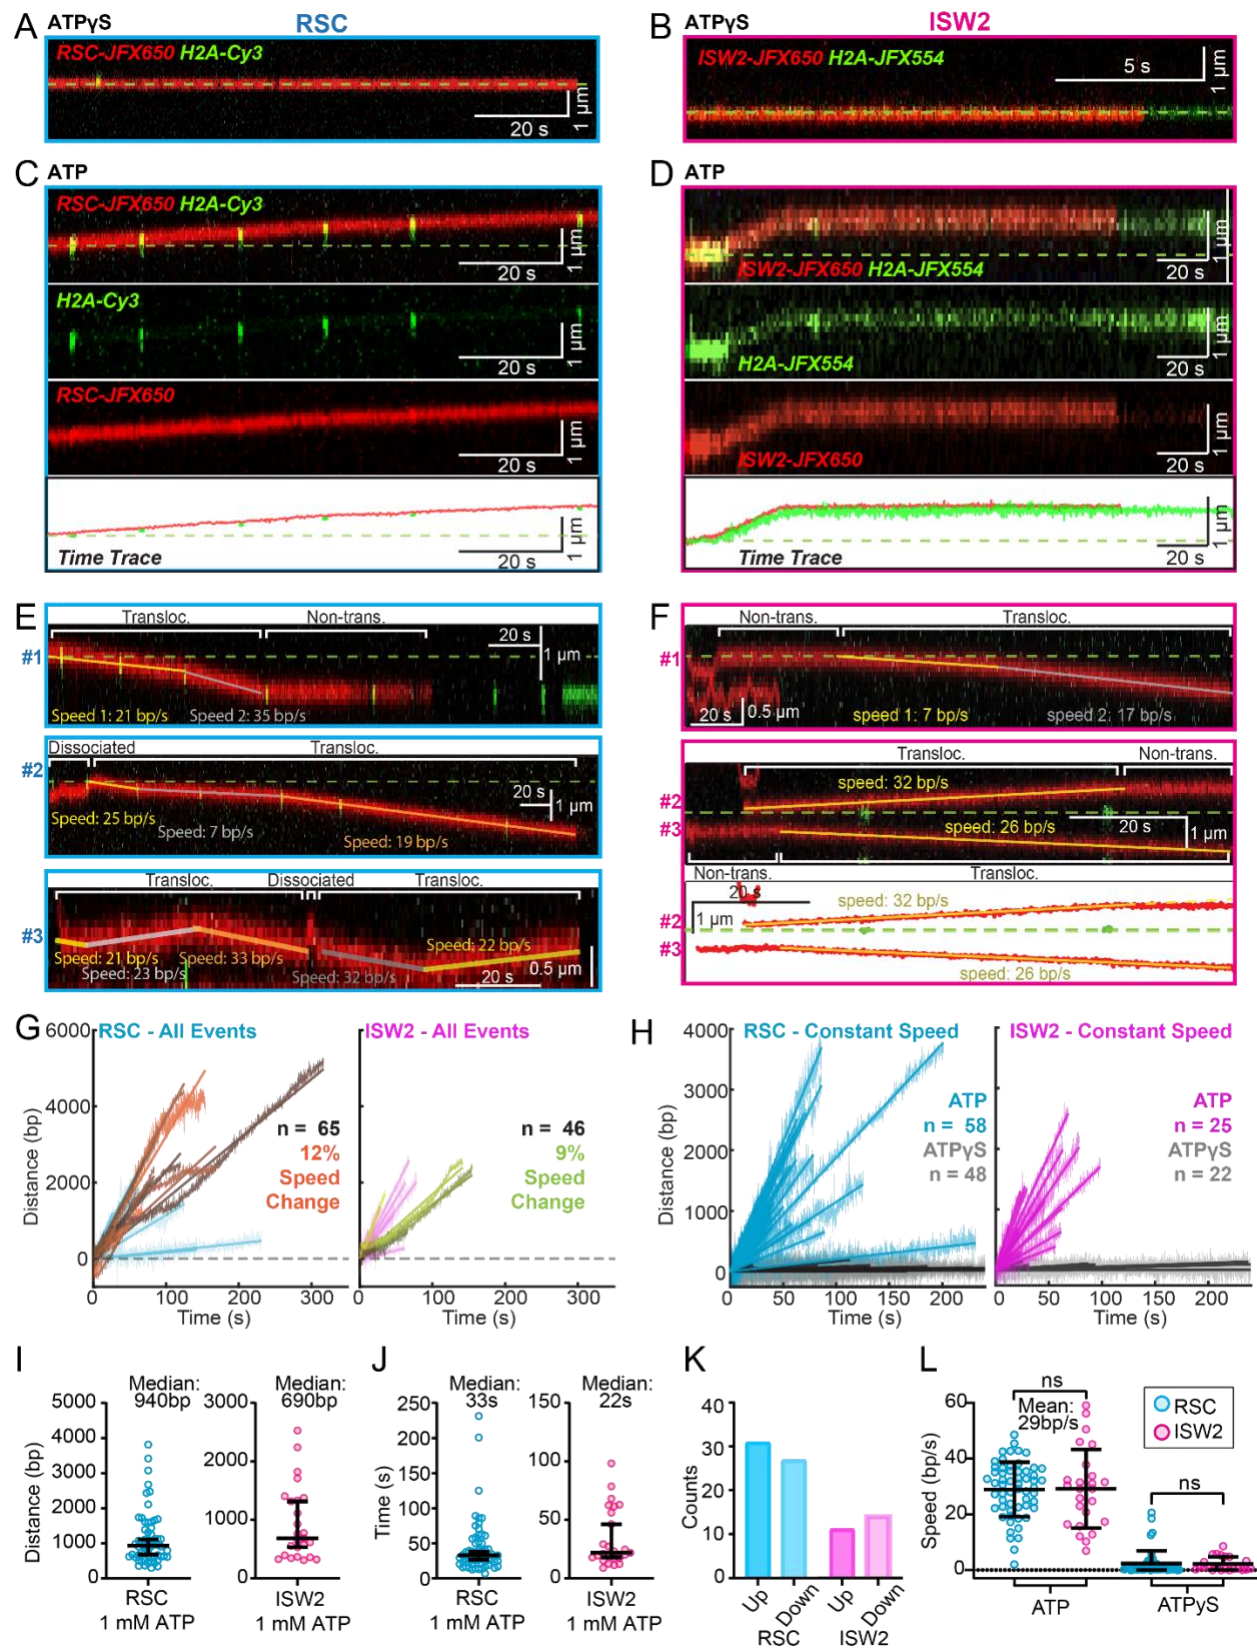 A ATPγS RSC
RSC-JFX650 H2A-Cy3
20 s
1 µm
B ATPγS ISW2
ISW2-JFX650 H2A-JFX554
5 s
1 µm
C ATP
RSC-JFX650 H2A-Cy3
20 s
1 µm
H2A-Cy3
20 s
1 µm
RSC-JFX650
20 s
1 µm
Time Trace
20 s
1 µm
D ATP
ISW2-JFX650 H2A-JFX554
20 s
1 µm
H2A-JFX554
20 s
1 µm
ISW2-JFX650
20 s
1 µm
Time Trace
20 s
1 µm
E
Transloc. Non-trans.
#1
20 s
1 µm
Speed 1: 21 bp/s Speed 2: 35 bp/s
Dissociated Transloc.
#2
20 s
1 µm
Speed: 25 bp/s
Speed: 7 bp/s
Speed: 19 bp/s
Transloc. Dissociated Transloc.
#3
Speed: 21 bp/s Speed: 33 bp/s Speed: 22 bp/s
Speed: 23 bp/s Speed: 32 bp/s
20 s
0.5 µm
F
Non-trans. Transloc.
#1
20 s
0.5 µm
speed 1: 7 bp/s speed 2: 17 bp/s
Transloc. Non-trans.
#2
speed: 32 bp/s
#3
speed: 26 bp/s
20 s
1 µm
Non-trans. Transloc.
20 s
1 µm
#2
speed: 32 bp/s
#3
speed: 26 bp/s
G
RSC - All Events
ISW2 - All Events
Distance (bp)
6000
4000
2000
0
n = 65
12%
Speed
Change
n = 46
9%
Speed
Change
0 100 200 300
0 100 200 300
Time (s) Time (s)
H
RSC - Constant Speed
ISW2 - Constant Speed
Distance (bp)
4000
3000
2000
1000
0
ATP
n = 58
ATPγS
n = 48
ATP
n = 25
ATPγS
n = 22
0 50 100 150 200
0 50 100 150 200
Time (s) Time (s)
I
Median:
940bp
Median:
690bp
Distance (bp)
5000
4000
3000
2000
1000
0
3000
2000
1000
0
RSC
1 mM ATP
ISW2
1 mM ATP
J
Median:
33s
Median:
22s
Time (s)
250
200
150
100
50
0
150
100
50
0
RSC
1 mM ATP
ISW2
1 mM ATP
K
Counts
40
30
20
10
0
Up Down Up Down
RSC ISW2
L
Speed (bp/s)
60
40
20
0
ns
Mean:
29bp/s
ns
RSC
ISW2
ATP ATPyS